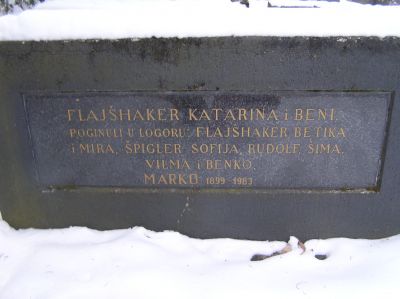 FLAJŠHAKER KATARINA i BENI.
POGINULI U LOGORU: FLAJŠHAKER BETIKA
i MIRA, ŠPIGLER SOFIJA, RUDOLF, ŠIMA,
VILMA i BENKO.
MARKO 1899-1983.